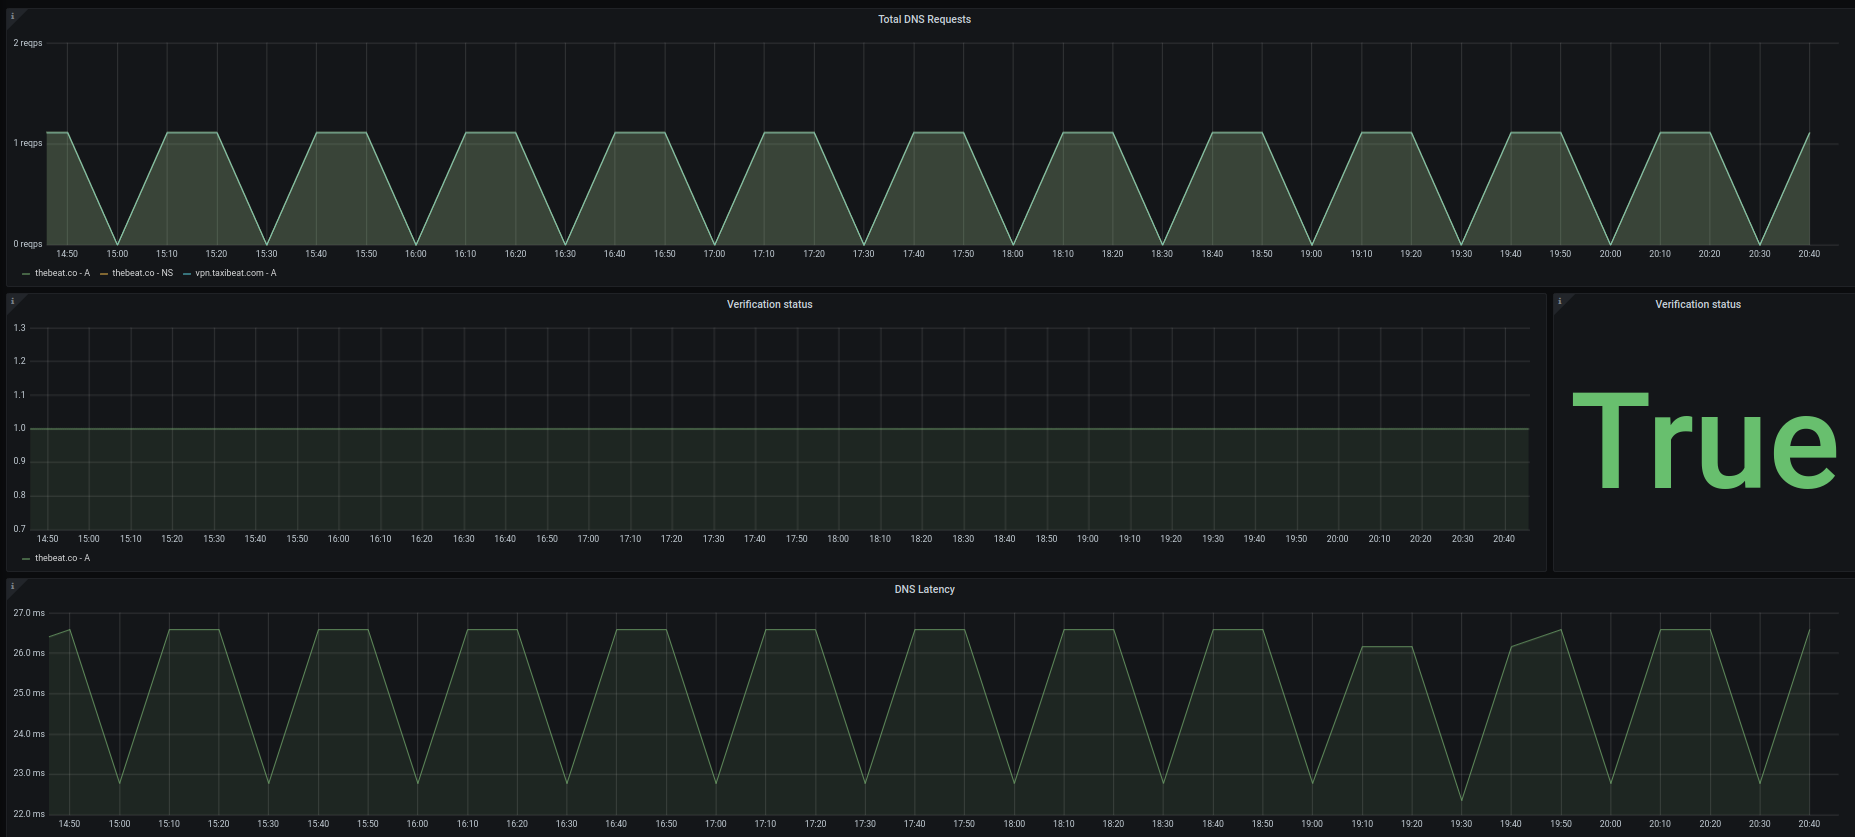 Total DNS Requests
2 reqps
1 reqps
0 reqps
14:50 15:00 15:10 15:20 15:30 15:40 15:50 16:00 16:10 16:20 16:30 16:40 16:50 17:00 17:10 17:20 17:30 17:40 17:50 18:00 18:10 18:20 18:30 18:40 18:50 19:00 19:10 19:20 19:30 19:40 19:50 20:00 20:10 20:20 20:30 20:40
thebeat.co - A thebeat.co - NS vpn.taxibeat.com - A
Verification status
1.3
1.2
1.1
1.0
0.9
0.8
0.7
14:50 15:00 15:10 15:20 15:30 15:40 15:50 16:00 16:10 16:20 16:30 16:40 16:50 17:00 17:10 17:20 17:30 17:40 17:50 18:00 18:10 18:20 18:30 18:40 18:50 19:00 19:10 19:20 19:30 19:40 19:50 20:00 20:10 20:20 20:30 20:40
thebeat.co - A
Verification status
True
DNS Latency
27.0 ms
26.0 ms
25.0 ms
24.0 ms
23.0 ms
22.0 ms
14:50 15:00 15:10 15:20 15:30 15:40 15:50 16:00 16:10 16:20 16:30 16:40 16:50 17:00 17:10 17:20 17:30 17:40 17:50 18:00 18:10 18:20 18:30 18:40 18:50 19:00 19:10 19:20 19:30 19:40 19:50 20:00 20:10 20:20 20:30 20:40